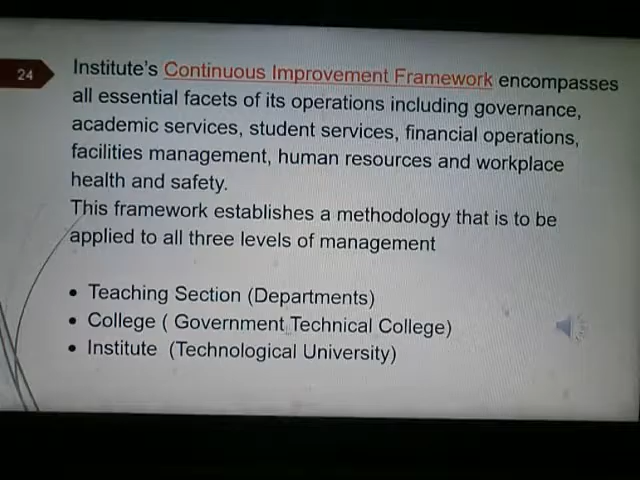 24
Institute's Continuous Improvement Framework encompasses
all essential facets of its operations including governance,
academic services, student services, financial operations,
facilities management, human resources and workplace
health and safety.
This framework establishes a methodology that is to be
applied to all three levels of management
• Teaching Section (Departments)
• College ( Government Technical College)
• Institute (Technological University)